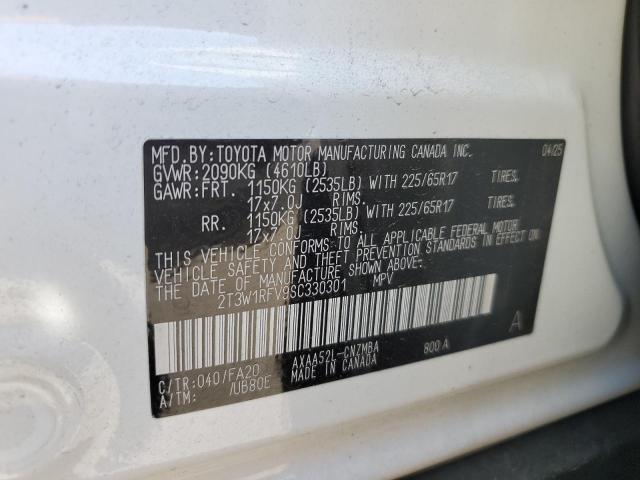 MFD.BY:TOYOTA MOTOR MANUFACTURING CANADA INC. 04/25
GVWR:2090KG (4610LB)
GAWR:FRT. 1150KG (2535LB) WITH 225/65R17 TIRES,
17x7.0J RIMS.
RR. 1150KG (2535LB) WITH 225/65R17 TIRES,
17x7.0J RIMS.
THIS VEHICLE CONFORMS TO ALL APPLICABLE FEDERAL MOTOR
VEHICLE SAFETY AND THEFT PREVENTION STANDARDS IN EFFECT ON
THE DATE OF MANUFACTURE SHOWN ABOVE.
2T3W1RFV9SC330301 MPV
A
C/TR:040/FA20 AXAA52L-CNZMBA 800 A
A/TM: /UB80E MADE IN CANADA